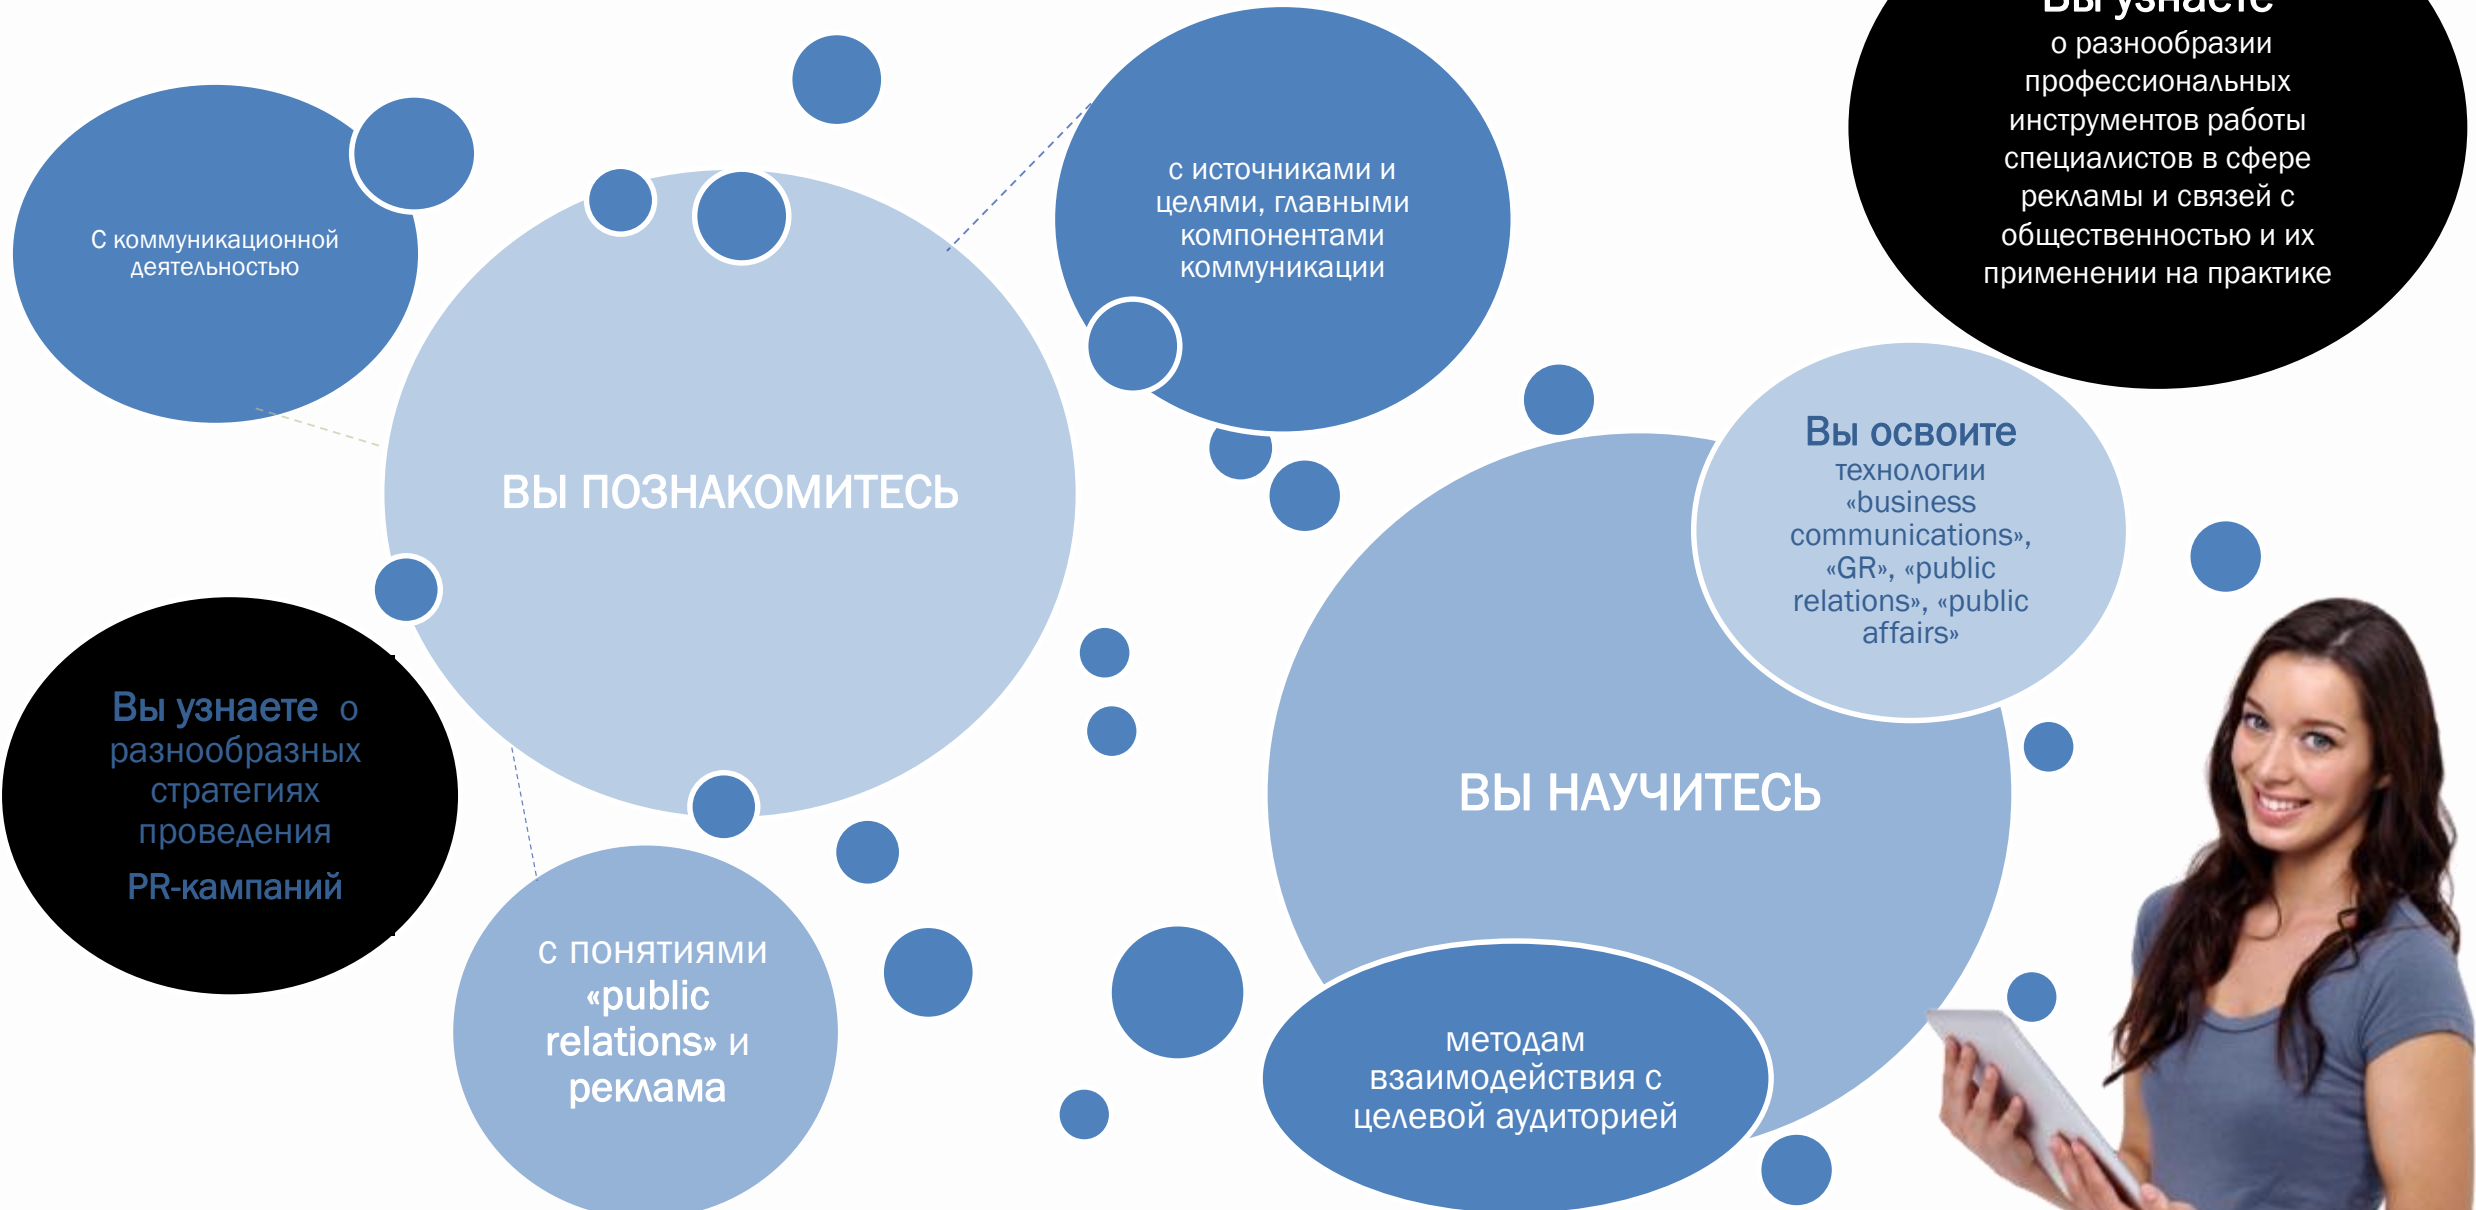 Вы узнаете
о разнообразии
профессиональных
инструментов работы
специалистов в сфере
рекламы и связей с
общественностью и их
применении на практике
С коммуникационной
деятельностью
с источниками и
целями, главными
компонентами
коммуникации
ВЫ ПОЗНАКОМИТЕСЬ
Вы освоите
технологии
«business
communications»,
«GR», «public
relations», «public
affairs»
Вы узнаете о
разнообразных
стратегиях
проведения
PR-кампаний
ВЫ НАУЧИТЕСЬ
с понятиями
«public
relations» и
реклама
методам
взаимодействия с
целевой аудиторией